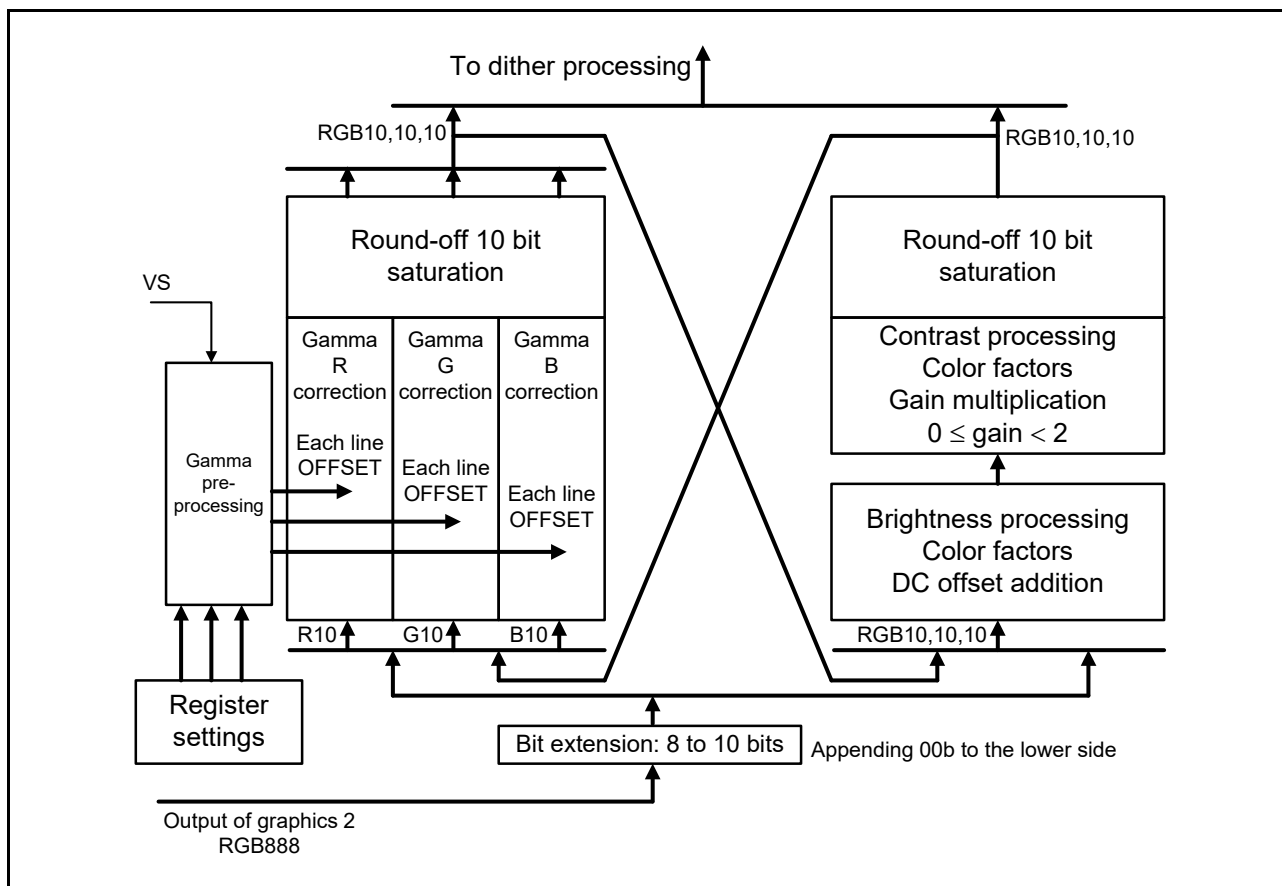 To dither processing
RGB10,10,10
RGB10,10,10
Round-off 10 bit
saturation
Round-off 10 bit
saturation
VS
Gamma
R
correction
Gamma
G
correction
Gamma
B
correction
Contrast processing
Color factors
Gain multiplication
0 ≤ gain < 2
Each line
OFFSET
Each line
OFFSET
Each line
OFFSET
Gamma
pre-
processing
Brightness processing
Color factors
DC offset addition
R10
G10
B10
RGB10,10,10
Register
settings
Bit extension: 8 to 10 bits
Appending 00b to the lower side
Output of graphics 2
RGB888